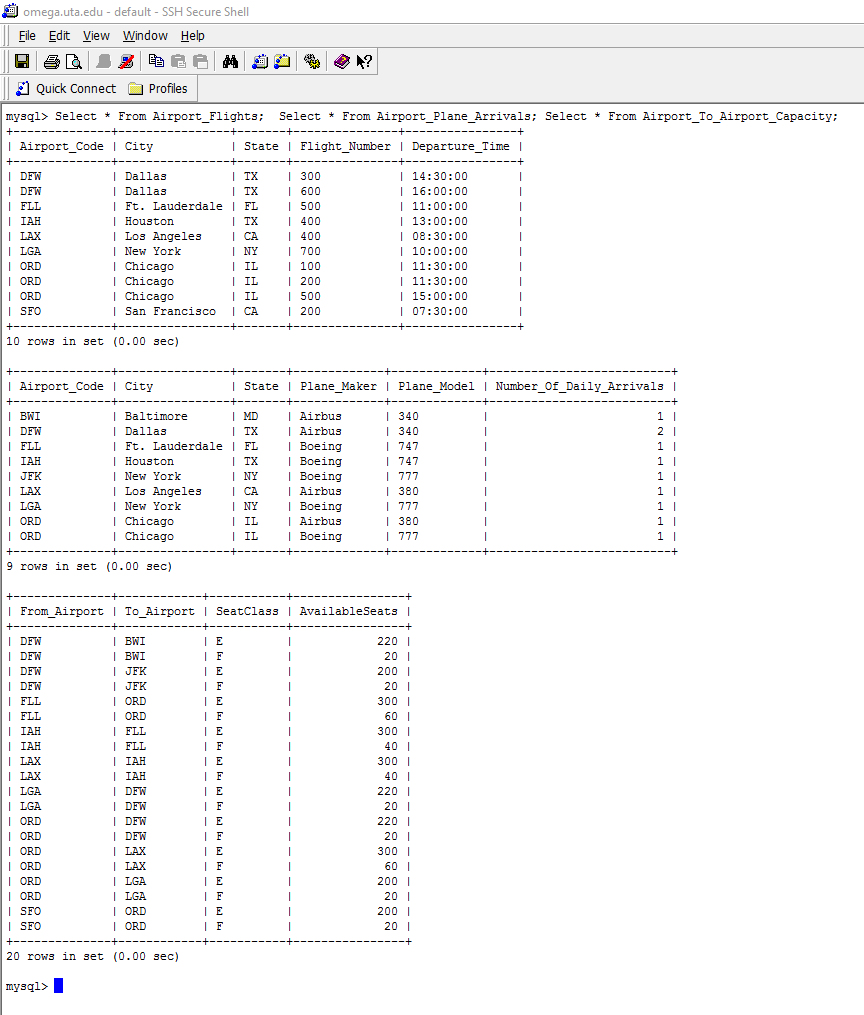 omega.uta.edu - default - SSH Secure Shell
File Edit View Window Help
Quick Connect Profiles
mysql> Select * From Airport_Flights;  Select * From Airport_Plane_Arrivals; Select * From Airport_To_Airport_Capacity;
+--------------+----------------+-------+---------------+----------------+
| Airport_Code | City           | State | Flight_Number | Departure_Time |
+--------------+----------------+-------+---------------+----------------+
| DFW          | Dallas         | TX    | 300           | 14:30:00       |
| DFW          | Dallas         | TX    | 600           | 16:00:00       |
| FLL          | Ft. Lauderdale | FL    | 500           | 11:00:00       |
| IAH          | Houston        | TX    | 400           | 13:00:00       |
| LAX          | Los Angeles    | CA    | 400           | 08:30:00       |
| LGA          | New York       | NY    | 700           | 10:00:00       |
| ORD          | Chicago        | IL    | 100           | 11:30:00       |
| ORD          | Chicago        | IL    | 200           | 11:30:00       |
| ORD          | Chicago        | IL    | 500           | 15:00:00       |
| SFO          | San Francisco  | CA    | 200           | 07:30:00       |
+--------------+----------------+-------+---------------+----------------+
10 rows in set (0.00 sec)
+--------------+----------------+-------+-------------+-------------+--------------------------+
| Airport_Code | City           | State | Plane_Maker | Plane_Model | Number_Of_Daily_Arrivals |
+--------------+----------------+-------+-------------+-------------+--------------------------+
| BWI          | Baltimore      | MD    | Airbus      | 340         |                        1 |
| DFW          | Dallas         | TX    | Airbus      | 340         |                        2 |
| FLL          | Ft. Lauderdale | FL    | Boeing      | 747         |                        1 |
| IAH          | Houston        | TX    | Boeing      | 747         |                        1 |
| JFK          | New York       | NY    | Boeing      | 777         |                        1 |
| LAX          | Los Angeles    | CA    | Airbus      | 380         |                        1 |
| LGA          | New York       | NY    | Boeing      | 777         |                        1 |
| ORD          | Chicago        | IL    | Airbus      | 380         |                        1 |
| ORD          | Chicago        | IL    | Boeing      | 777         |                        1 |
+--------------+----------------+-------+-------------+-------------+--------------------------+
9 rows in set (0.00 sec)
+--------------+------------+-----------+----------------+
| From_Airport | To_Airport | SeatClass | AvailableSeats |
+--------------+------------+-----------+----------------+
| DFW          | BWI        | E         |            220 |
| DFW          | BWI        | F         |             20 |
| DFW          | JFK        | E         |            200 |
| DFW          | JFK        | F         |             20 |
| FLL          | ORD        | E         |            300 |
| FLL          | ORD        | F         |             60 |
| IAH          | FLL        | E         |            300 |
| IAH          | FLL        | F         |             40 |
| LAX          | IAH        | E         |            300 |
| LAX          | IAH        | F         |             40 |
| LGA          | DFW        | E         |            220 |
| LGA          | DFW        | F         |             20 |
| ORD          | DFW        | E         |            220 |
| ORD          | DFW        | F         |             20 |
| ORD          | LAX        | E         |            300 |
| ORD          | LAX        | F         |             60 |
| ORD          | LGA        | E         |            200 |
| ORD          | LGA        | F         |             20 |
| SFO          | ORD        | E         |            200 |
| SFO          | ORD        | F         |             20 |
+--------------+------------+-----------+----------------+
20 rows in set (0.00 sec)
mysql>